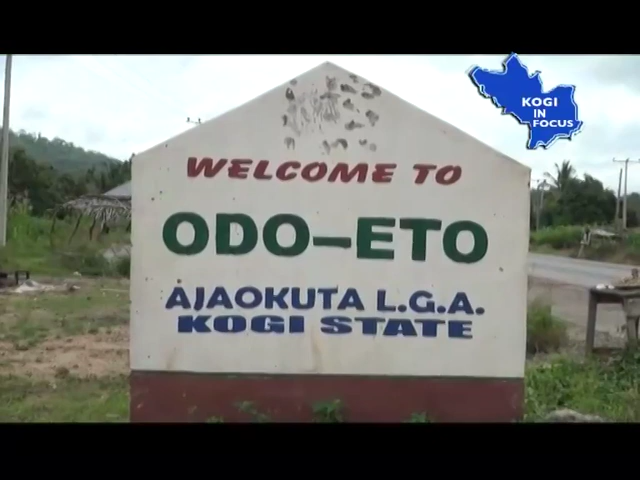 KOGI
IN
FOCUS
WELCOME TO
ODO-ETO
AJAOKUTA L.G.A.
KOGI STATE